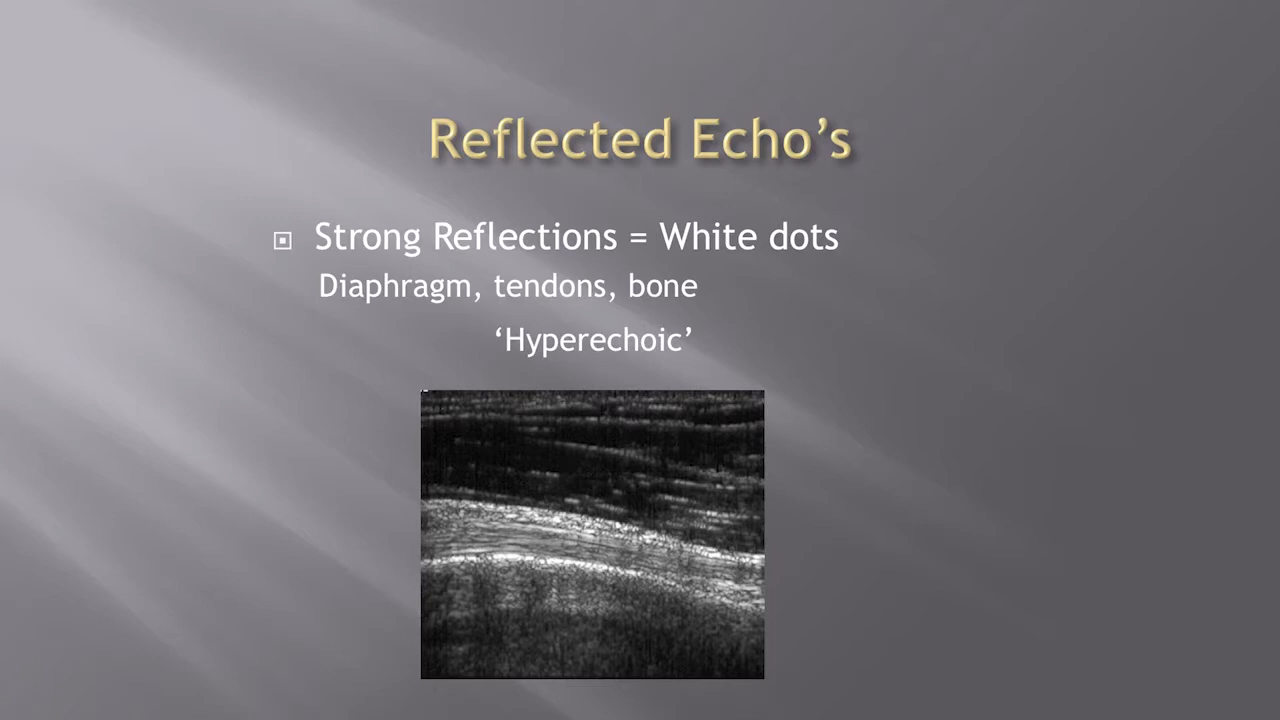 Reflected Echo’s
Strong Reflections = White dots
Diaphragm, tendons, bone
‘Hyperechoic’